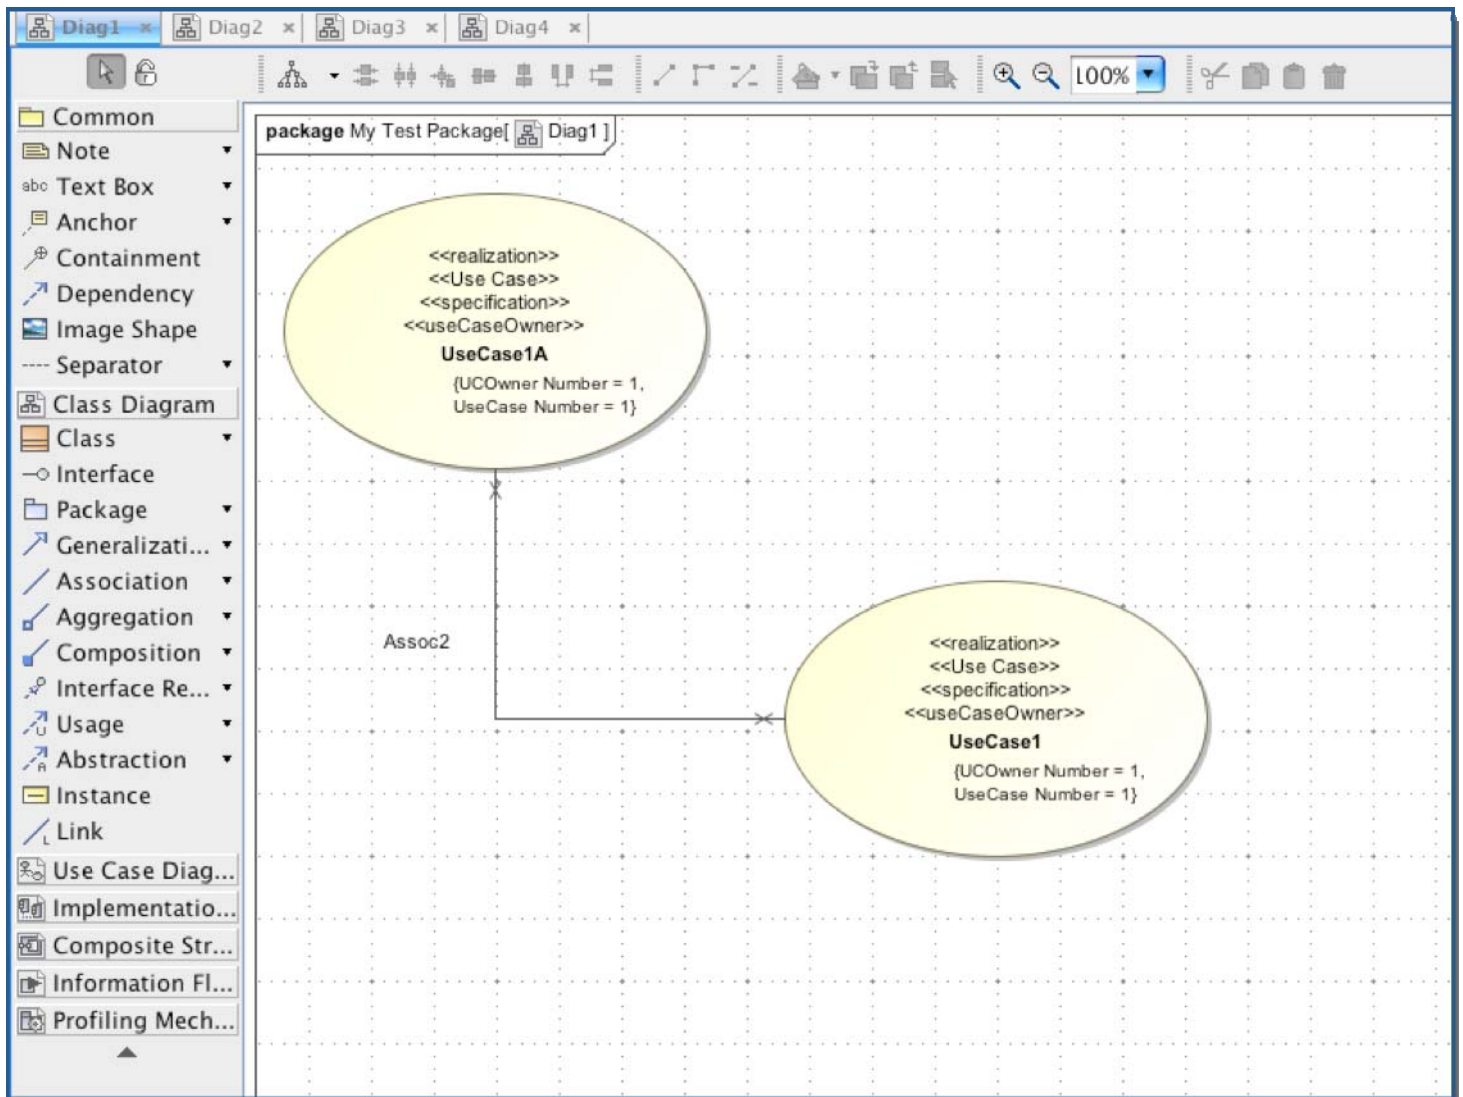 Diag1
Diag2
Diag3
Diag4
100%
Common
Note
abc Text Box
Anchor
Containment
Dependency
Image Shape
Separator
Class Diagram
Class
Interface
Package
Generalizati...
Association
Aggregation
Composition
Interface Re...
Usage
Abstraction
Instance
Link
Use Case Diag...
Implementatio...
Composite Str...
Information Fl...
Profiling Mech...
package My Test Package[ Diag1 ]
<<realization>>
<<Use Case>>
<<specification>>
<<useCaseOwner>>
UseCase1A
{UCOwner Number = 1,
UseCase Number = 1}
Assoc2
<<realization>>
<<Use Case>>
<<specification>>
<<useCaseOwner>>
UseCase1
{UCOwner Number = 1,
UseCase Number = 1}